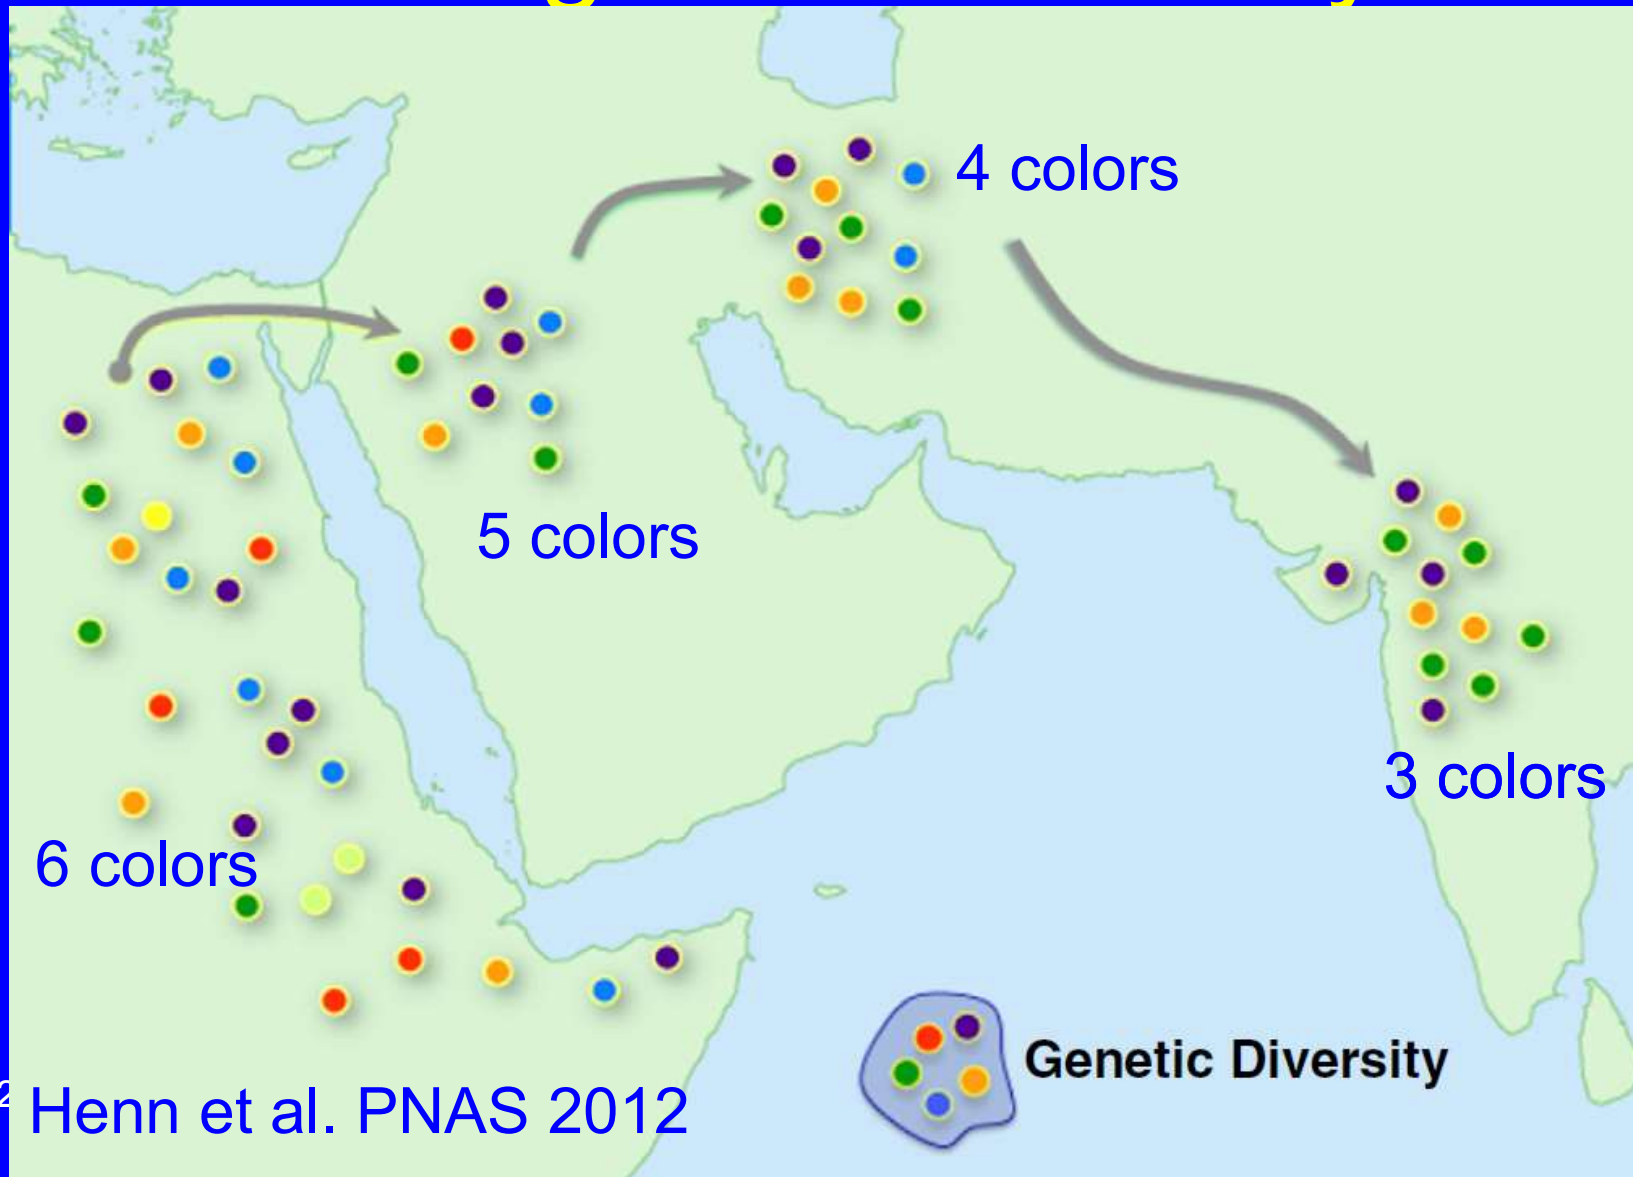 4 colors
5 colors
3 colors
6 colors
Genetic Diversity
Henn et al. PNAS 2012